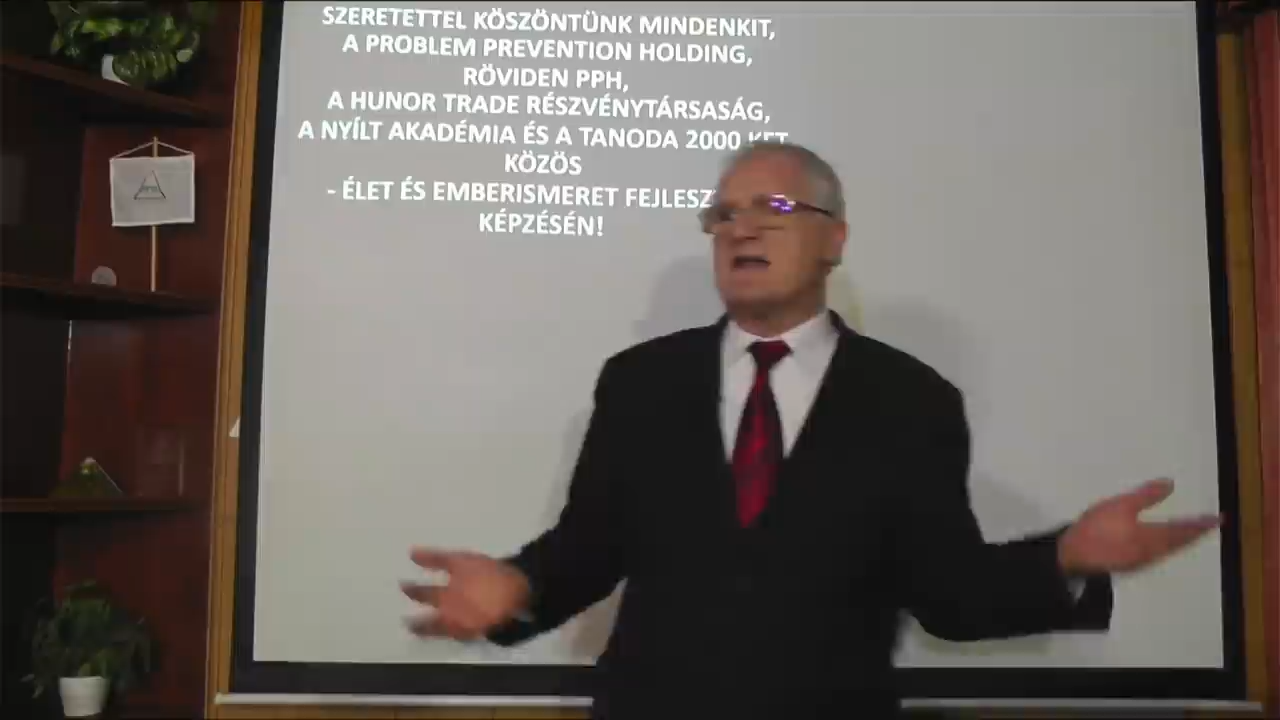 SZERETETTEL KÖSZÖNTÜNK MINDENKIT,
A PROBLEM PREVENTION HOLDING,
RÖVIDEN PPH,
A HUNOR TRADE RÉSZVÉNYTÁRSASÁG,
A NYÍLT AKADÉMIA ÉS A TANODA 2000
KÖZÖS
- ÉLET ÉS EMBERISMERET
KÉPZÉSÉN!